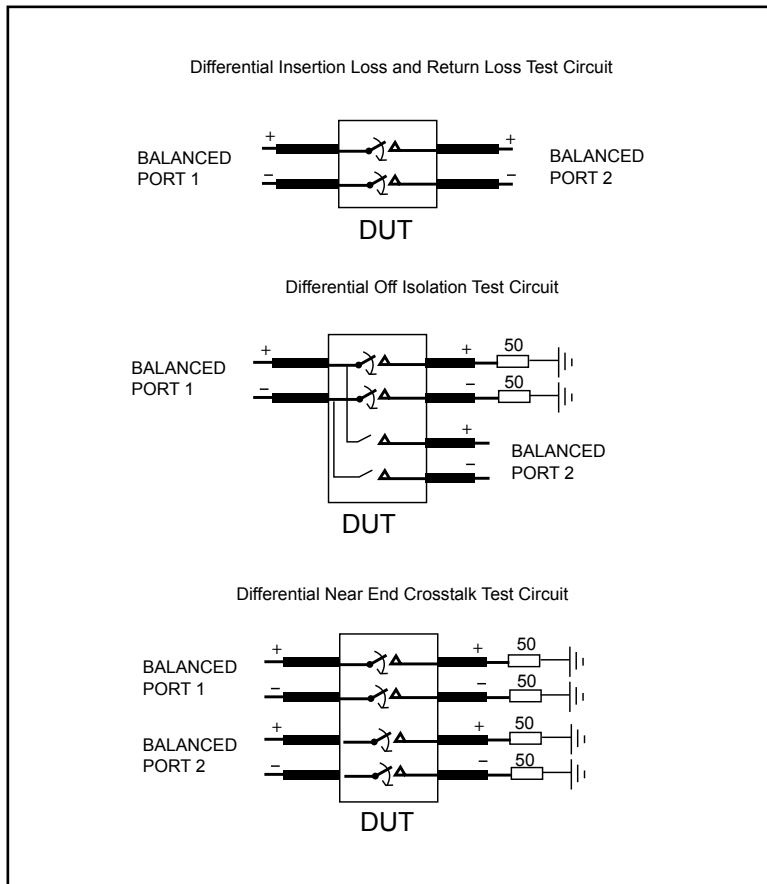 Differential Insertion Loss and Return Loss Test Circuit
+
+
BALANCED
PORT 1
BALANCED
PORT 2
−
−
DUT
Differential Off Isolation Test Circuit
+
+
50
BALANCED
PORT 1
−
−
50
+
BALANCED
PORT 2
−
DUT
Differential Near End Crosstalk Test Circuit
+
+
50
BALANCED
PORT 1
−
−
50
+
+
50
BALANCED
PORT 2
−
−
50
DUT